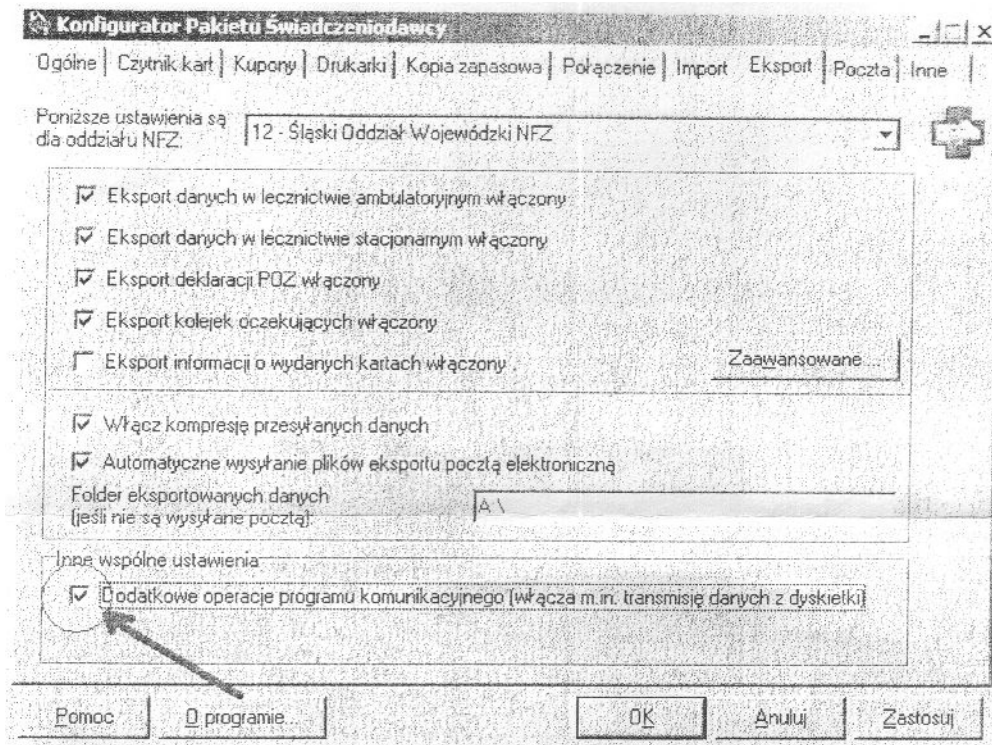 Konfigurator Pakietu Świadczeniodawcy
Ogólne Czytnik kart Kupony Drukarki Kopia zapasowa Połączenie Import Eksport Poczta Inne
Poniższe ustawienia są
dla oddziału NFZ:
12 - Śląski Oddział Wojewódzki NFZ
Eksport danych w lecznictwie ambulatoryjnym włączony
Eksport danych w lecznictwie stacjonarnym włączony
Eksport deklaracji POZ włączony
Eksport kolejek oczekujących włączony
Eksport informacji o wydanych kartach włączony .
Zaawansowane...
Włącz kompresję przesyłanych danych
Automatyczne wysyłanie plików eksportu pocztą elektroniczną
Folder eksportowanych danych
(jeśli nie są wysyłane pocztą):
A:\
Inne wspólne ustawienia
Dodatkowe operacje programu komunikacyjnego (włącza m.in. transmisję danych z dyskietki)
Pomoc O programie... OK Anuluj Zastosuj